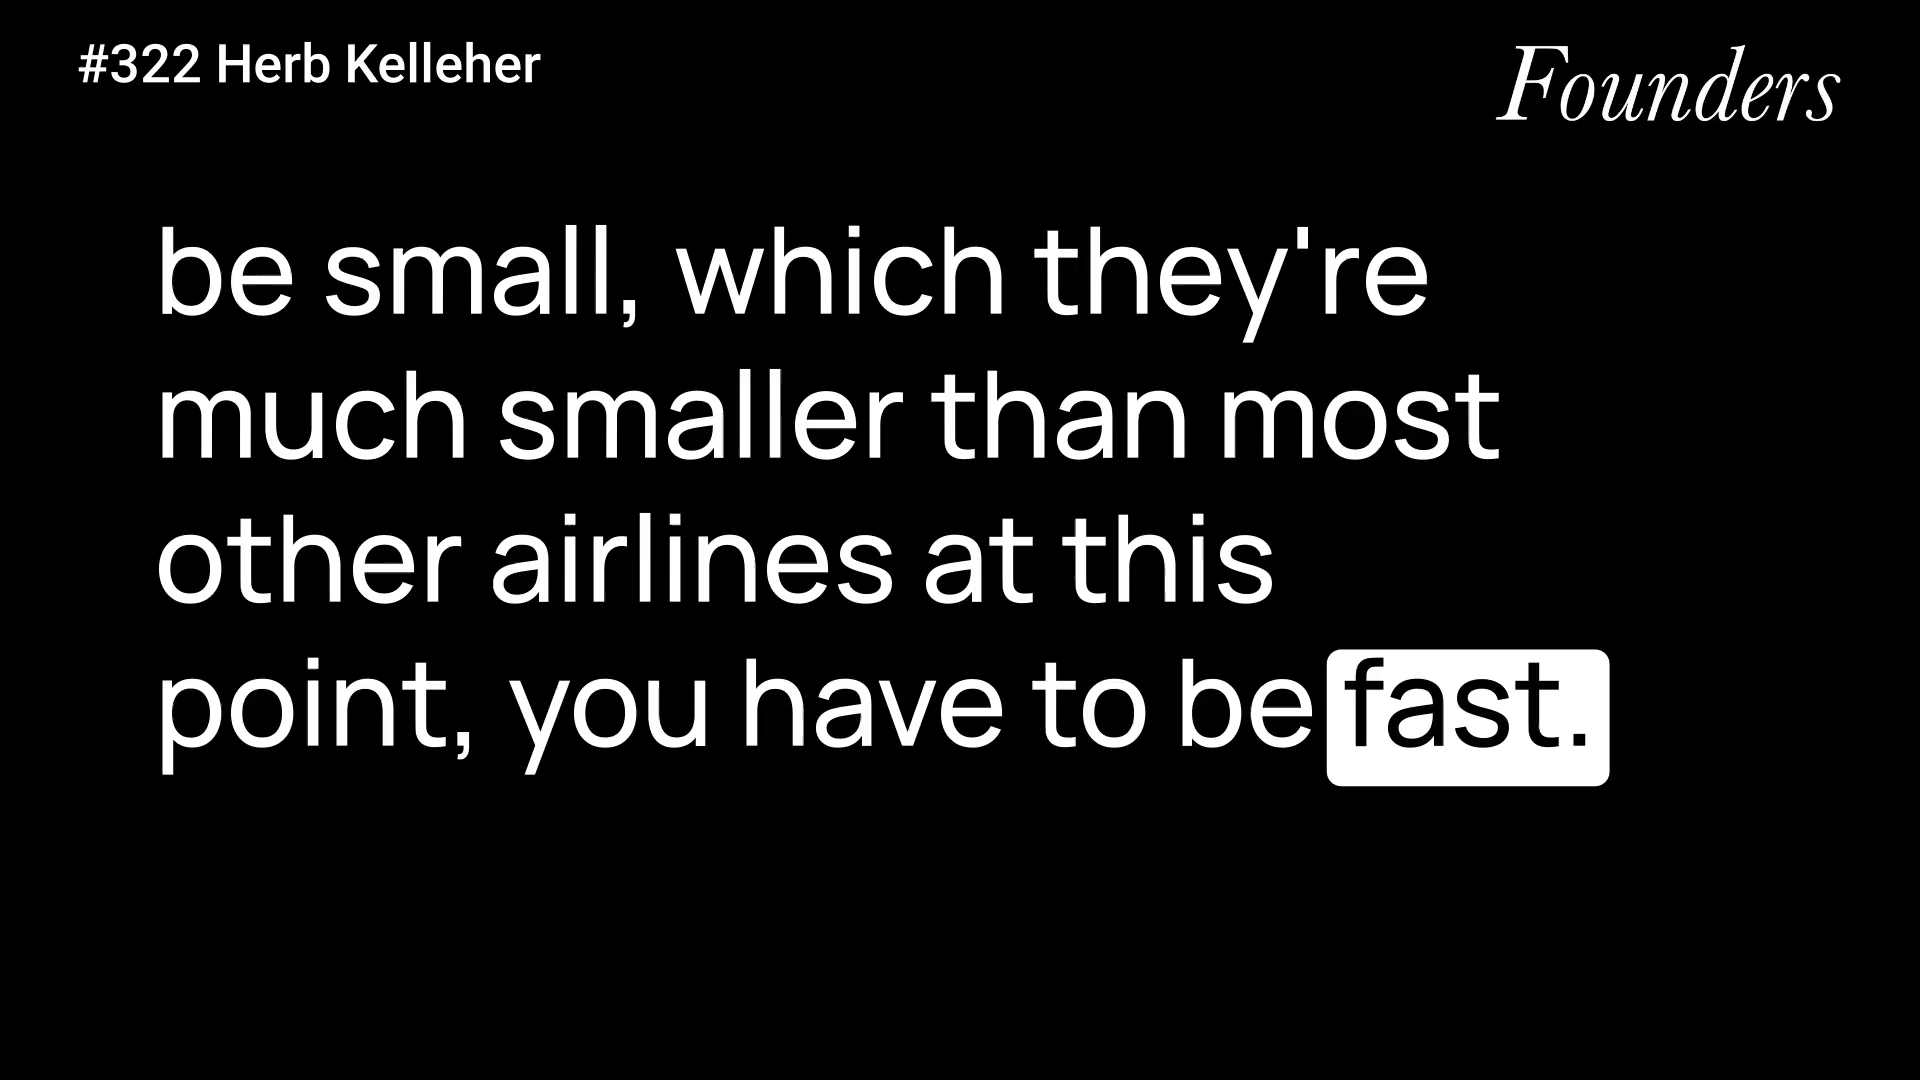 #322 Herb Kelleher
Founders
be small, which they're
much smaller than most
other airlines at this
point, you have to be fast.